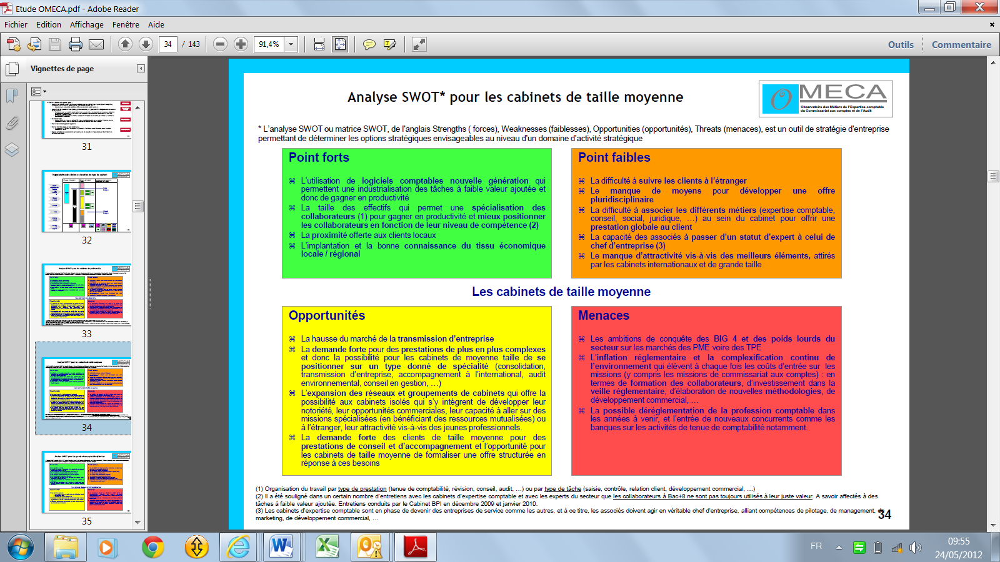 Etude OMECA.pdf - Adobe Reader
Fichier Edition Affichage Fenêtre Aide
34 / 143
91,4%
Outils Commentaire
Vignettes de page
31
32
33
34
35
Analyse SWOT* pour les cabinets de taille moyenne
OMECA
Observatoire des Métiers de l'Expertise comptable
du Commissariat aux comptes et de l'Audit
* L'analyse SWOT ou matrice SWOT, de l'anglais Strengths ( forces), Weaknesses (faiblesses), Opportunities (opportunités), Threats (menaces), est un outil de stratégie d'entreprise
permettant de déterminer les options stratégiques envisageables au niveau d'un domaine d'activité stratégique
Point forts
L'utilisation de logiciels comptables nouvelle génération qui
permettent une industrialisation des tâches à faible valeur ajoutée et
donc de gagner en productivité
La taille des effectifs qui permet une spécialisation des
collaborateurs (1) pour gagner en productivité et mieux positionner
les collaborateurs en fonction de leur niveau de compétence (2)
La proximité offerte aux clients locaux
L'implantation et la bonne connaissance du tissu économique
locale / régional
Point faibles
La difficulté à suivre les clients à l'étranger
Le manque de moyens pour développer une offre
pluridisciplinaire
La difficulté à associer les différents métiers (expertise comptable,
conseil, social, juridique, ...) au sein du cabinet pour offrir une
prestation globale au client
La capacité des associés à passer d'un statut d'expert à celui de
chef d'entreprise (3)
Le manque d'attractivité vis-à-vis des meilleurs éléments, attirés
par les cabinets internationaux et de grande taille
Les cabinets de taille moyenne
Opportunités
La hausse du marché de la transmission d'entreprise
La demande forte pour des prestations de plus en plus complexes
et donc la possibilité pour les cabinets de moyenne taille de se
positionner sur un type donné de spécialité (consolidation,
transmission d'entreprise, accompagnement à l'international, audit
environnemental, conseil en gestion, ...)
L'expansion des réseaux et groupements de cabinets qui offre la
possibilité aux cabinets isolés qui s'y intègrent de développer leur
notoriété, leur opportunités commerciales, leur capacité à aller sur des
missions spécialisées (en bénéficiant des ressources mutualisées) ou
à l'étranger, leur attractivité vis-à-vis des jeunes professionnels.
La demande forte des clients de taille moyenne pour des
prestations de conseil et d'accompagnement et l'opportunité pour
les cabinets de taille moyenne de formaliser une offre structurée en
réponse à ces besoins
Menaces
Les ambitions de conquête des BIG 4 et des poids lourds du
secteur sur les marchés des PME voire des TPE
L'inflation réglementaire et la complexification continu de
l'environnement qui élèvent à chaque fois les coûts d'entrée sur les
missions (y compris les missions de commissariat aux comptes) : en
termes de formation des collaborateurs, d'investissement dans la
veille réglementaire, d'élaboration de nouvelles méthodologies, de
développement commercial, ...
La possible déréglementation de la profession comptable dans
les années à venir, et l'entrée de nouveaux concurrents comme les
banques sur les activités de tenue de comptabilité notamment.
(1) Organisation du travail par type de prestation (tenue de comptabilité, révision, conseil, audit, ...) ou par type de tâche (saisie, contrôle, relation client, développement commercial, ...)
(2) Il a été souligné dans un certain nombre d'entretiens avec les cabinets d'expertise comptable et avec les experts du secteur que les collaborateurs à Bac+8 ne sont pas toujours utilisés à leur juste valeur. A savoir affectés à des
tâches à faible valeur ajoutée. Entretiens conduits par le Cabinet BPI en décembre 2009 et janvier 2010.
(3) Les cabinets d'expertise comptable sont en phase de devenir des entreprises de service comme les autres, et à ce titre, les associés doivent agir en véritable chef d'entreprise, alliant compétences de pilotage, de management, de
marketing, de développement commercial, ...
34
FR
09:55
24/05/2012